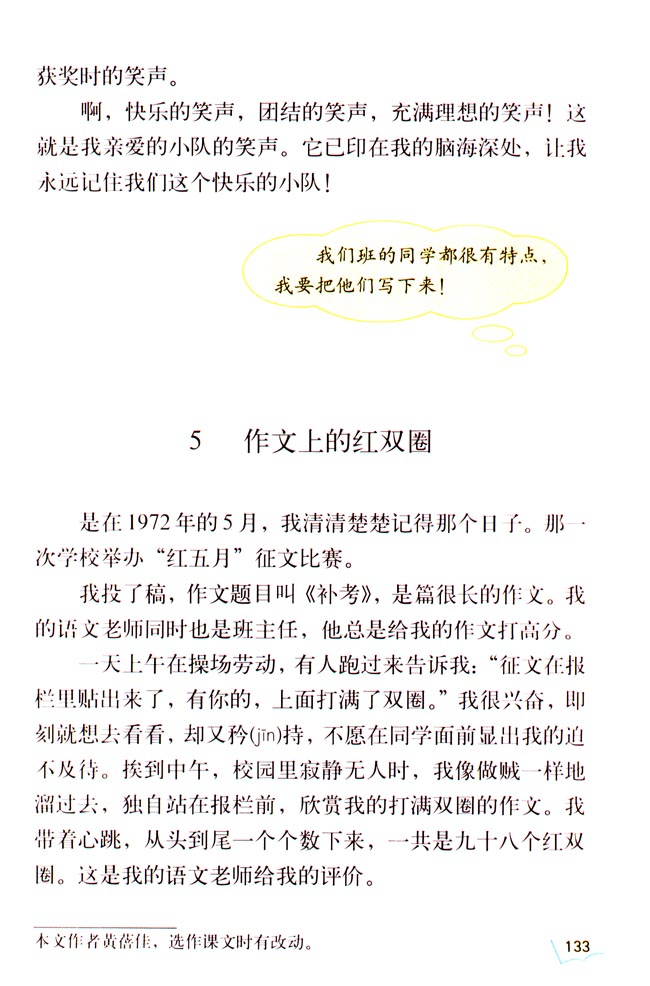 获奖时的笑声。
啊，快乐的笑声，团结的笑声，充满理想的笑声！这
就是我亲爱的小队的笑声。它已印在我的脑海深处，让我
永远记住我们这个快乐的小队！
我们班的同学都很有特点，
我要把他们写下来！
5 作文上的红双圈
是在1972年的5月，我清清楚楚记得那个日子。那一
次学校举办“红五月”征文比赛。
我投了稿，作文题目叫《补考》，是篇很长的作文。我
的语文老师同时也是班主任，他总是给我的作文打高分。
一天上午在操场劳动，有人跑过来告诉我：“征文在报
栏里贴出来了，有你的，上面打满了双圈。”我很兴奋，即
刻就想去看看，却又矜(jīn)持，不愿在同学面前显出我的迫
不及待。挨到中午，校园里寂静无人时，我像做贼一样地
溜过去，独自站在报栏前，欣赏我的打满双圈的作文。我
带着心跳，从头到尾一个个数下来，一共是九十八个红双
圈。这是我的语文老师给我的评价。
本文作者黄蓓佳，选作课文时有改动。
133